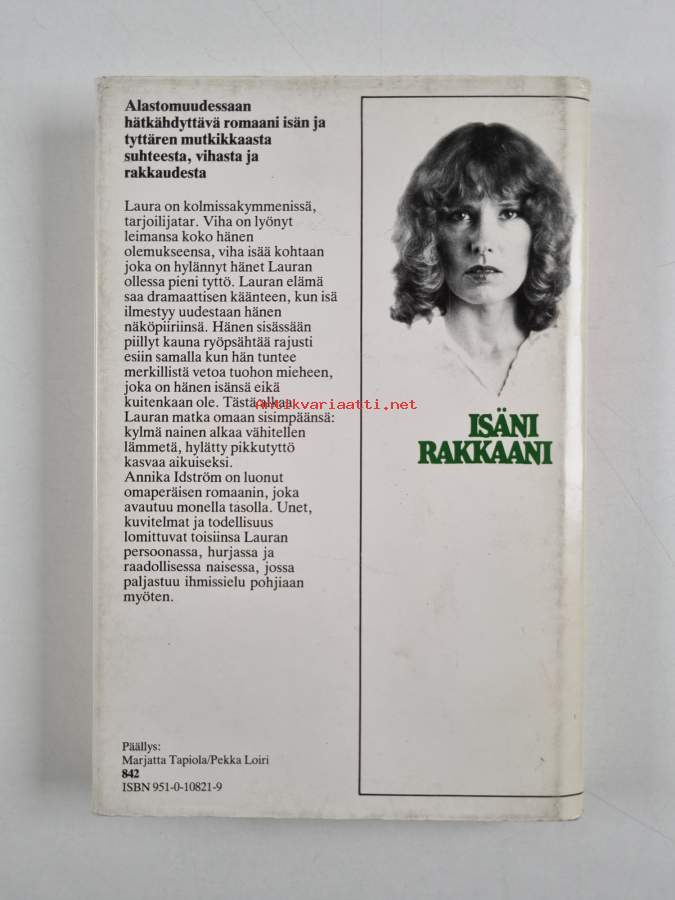 Alastomuudessaan
hätkähdyttävä romaani isän ja
tyttären mutkikkaasta
suhteesta, vihasta ja
rakkaudesta
Laura on kolmissakymmenissä,
tarjoilijatar. Viha on lyönyt
leimansa koko hänen
olemukseensa, viha isää kohtaan
joka on hylännyt hänet Lauran
ollessa pieni tyttö. Lauran elämä
saa dramaattisen käänteen, kun isä
ilmestyy uudestaan hänen
näköpiiriinsä. Hänen sisässään
piillyt kauna ryöpsähtää rajusti
esiin samalla kun hän tuntee
merkillistä vetoa tuohon mieheen,
joka on hänen isänsä eikä
kuitenkaan ole. Tästä alkaa
Antikvariaatti.net
Lauran matka omaan sisimpäänsä:
kylmä nainen alkaa vähitellen
lämmetä, hylätty pikkutyttö
kasvaa aikuiseksi.
Annika Idström on luonut
omaperäisen romaanin, joka
avautuu monella tasolla. Unet,
kuvitelmat ja todellisuus
lomittuvat toisiinsa Lauran
persoonassa, hurjassa ja
raadollisessa naisessa, jossa
paljastuu ihmissielu pohjiaan
myöten.
ISÄNI
RAKKAANI
Päällys:
Marjatta Tapiola/Pekka Loiri
842
ISBN 951-0-10821-9